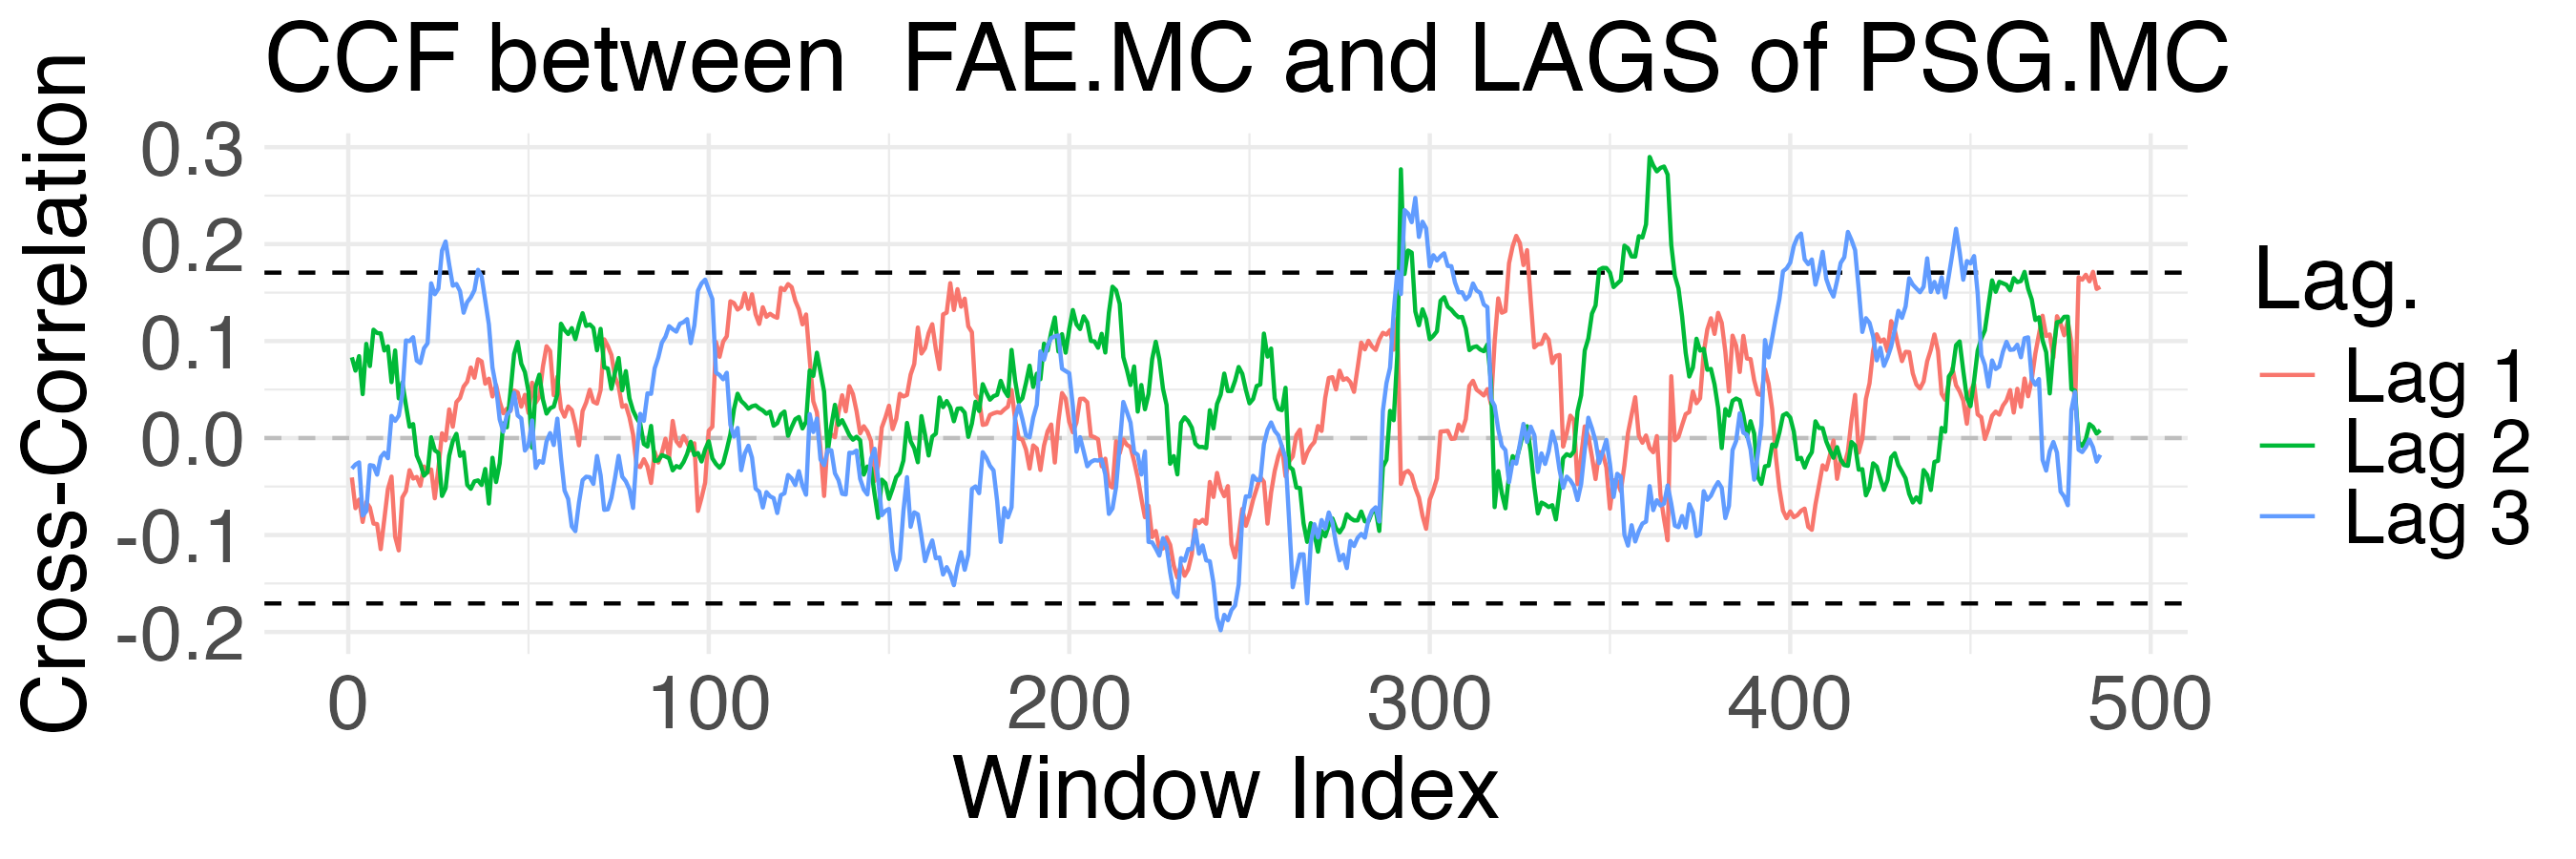 CCF between  FAE.MC and LAGS of PSG.MC
Cross-Correlation
0.3
0.2
0.1
0.0
-0.1
-0.2
0 100 200 300 400 500
Window Index
Lag.
Lag 1
Lag 2
Lag 3